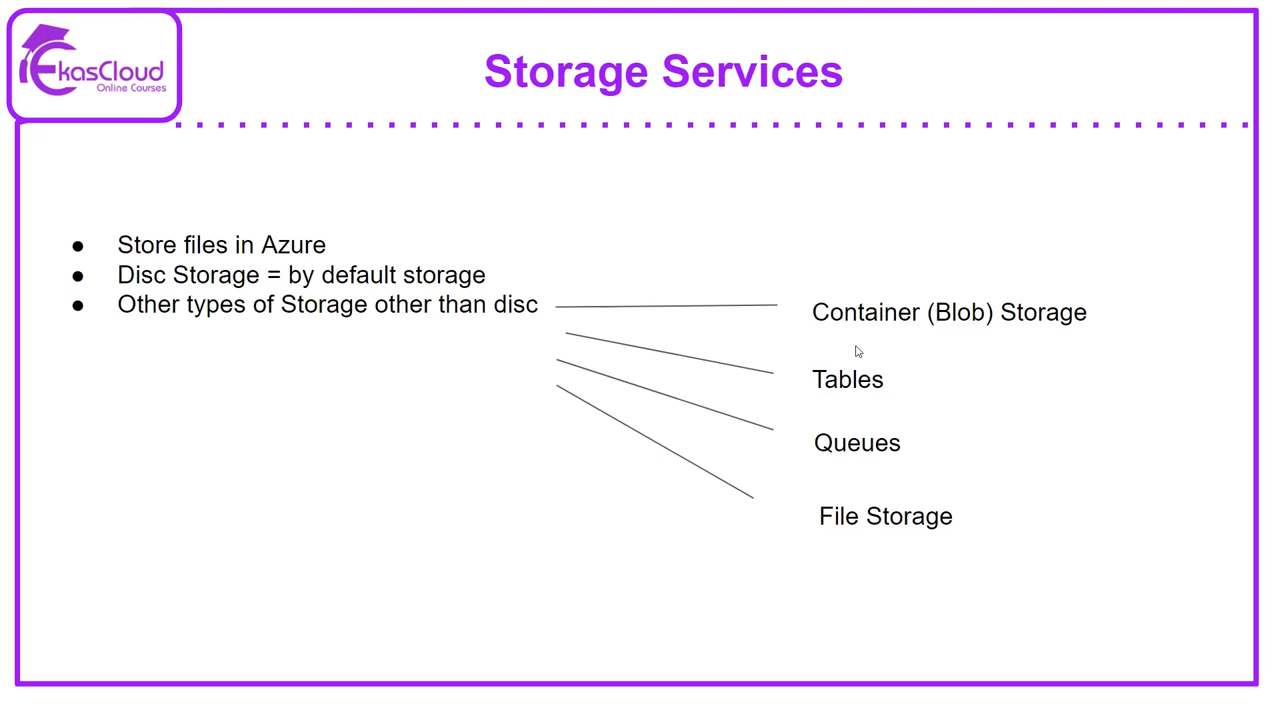 EkasCloud
Online Courses
Storage Services
● Store files in Azure
● Disc Storage = by default storage
● Other types of Storage other than disc
Container (Blob) Storage
Tables
Queues
File Storage